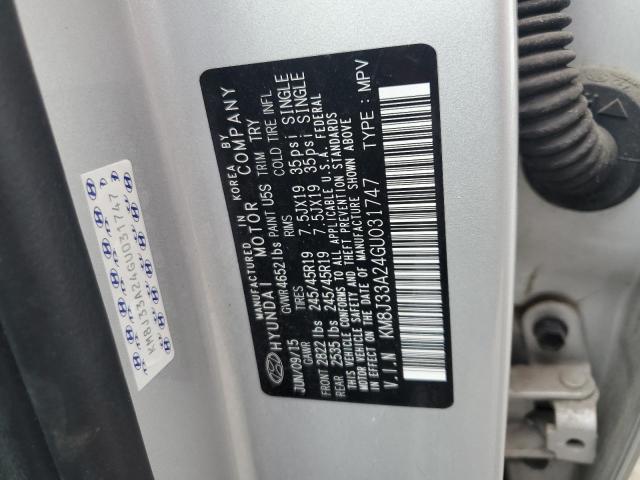 MANUFACTURED IN KOREA BY
HYUNDAI MOTOR COMPANY
JUN/09/15 GVWR 4652 lbs PAINT U5S TRIM TRY
GAWR TIRES RIMS COLD TIRE INFL
FRONT 2822 lbs 245/45R19 7.5JX19 35psi SINGLE
REAR 2535 lbs 245/45R19 7.5JX19 35psi SINGLE
THIS VEHICLE CONFORMS TO ALL APPLICABLE U.S.A. FEDERAL
MOTOR VEHICLE SAFETY AND THEFT PREVENTION STANDARDS
IN EFFECT ON THE DATE OF MANUFACTURE SHOWN ABOVE
V.I.N KM8J33A24GU031747 TYPE : MPV
KM8J33A24GU031747